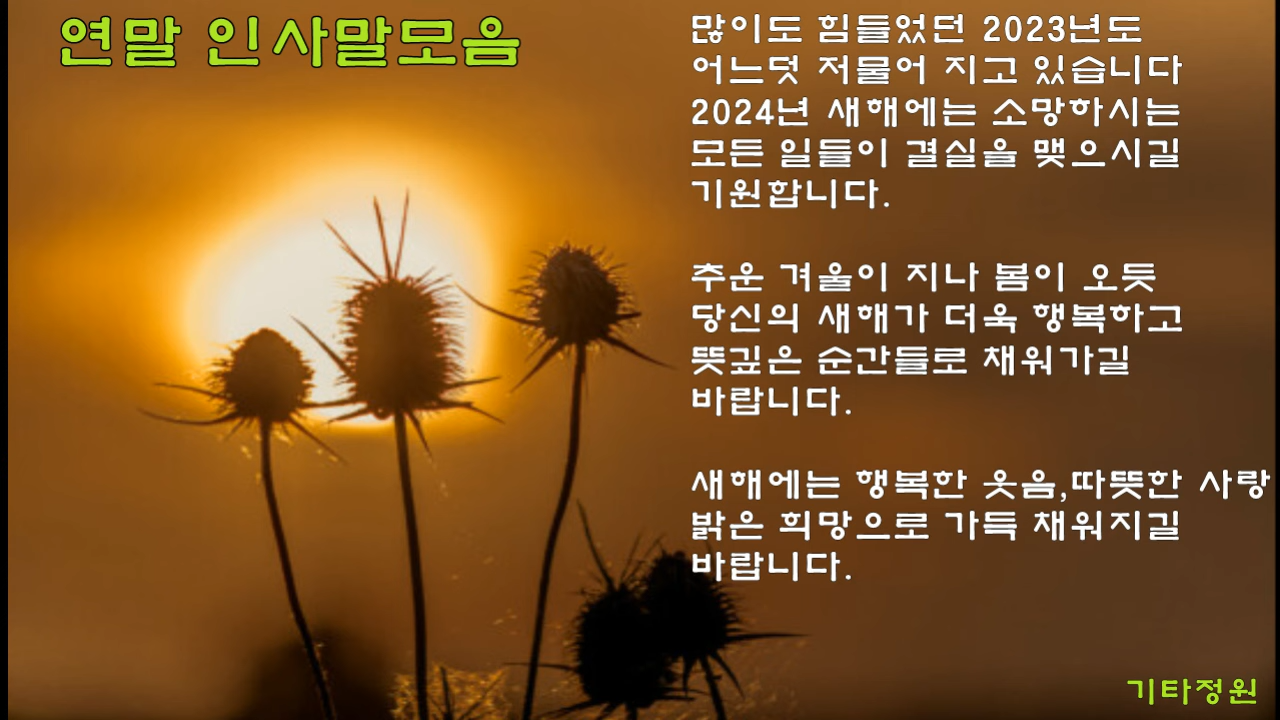 연말 인사말모음
많이도 힘들었던 2023년도
어느덧 저물어 지고 있습니다
2024년 새해에는 소망하시는
모든 일들이 결실을 맺으시길
기원합니다.
추운 겨울이 지나 봄이 오듯
당신의 새해가 더욱 행복하고
뜻깊은 순간들로 채워가길
바랍니다.
새해에는 행복한 웃음,따뜻한 사랑
밝은 희망으로 가득 채워지길
바랍니다.
기타정원